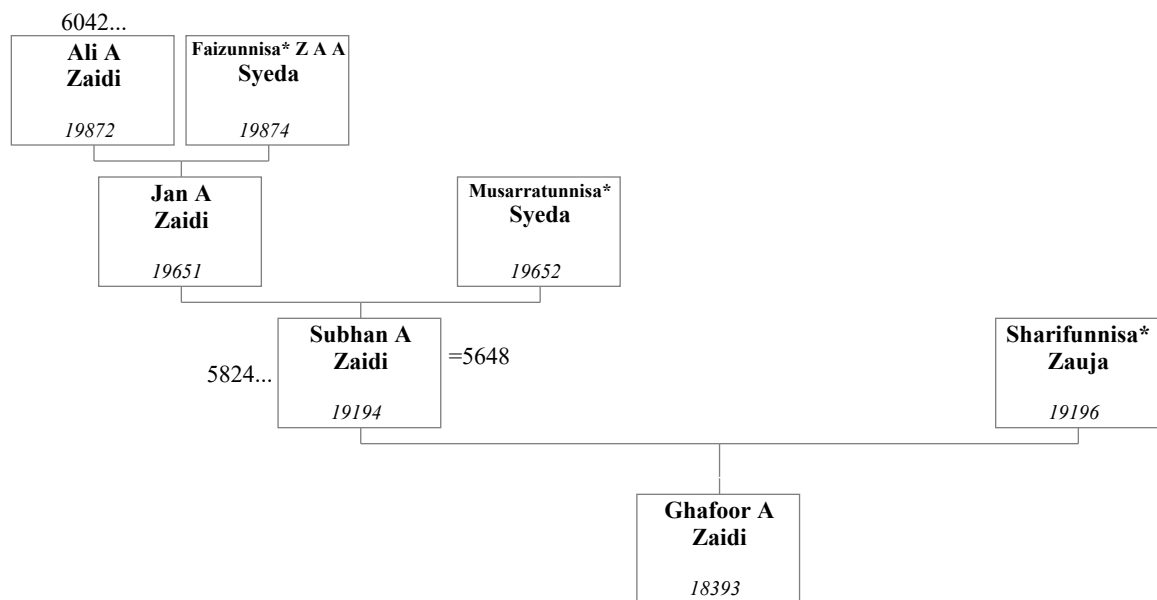 6042...
Ali A
Zaidi
19872
Faizunnisa* Z A A
Syeda
19874
Jan A
Zaidi
19651
Musarratunnisa*
Syeda
19652
5824...
Subhan A
Zaidi
19194
=5648
Sharifunnisa*
Zauja
19196
Ghafoor A
Zaidi
18393